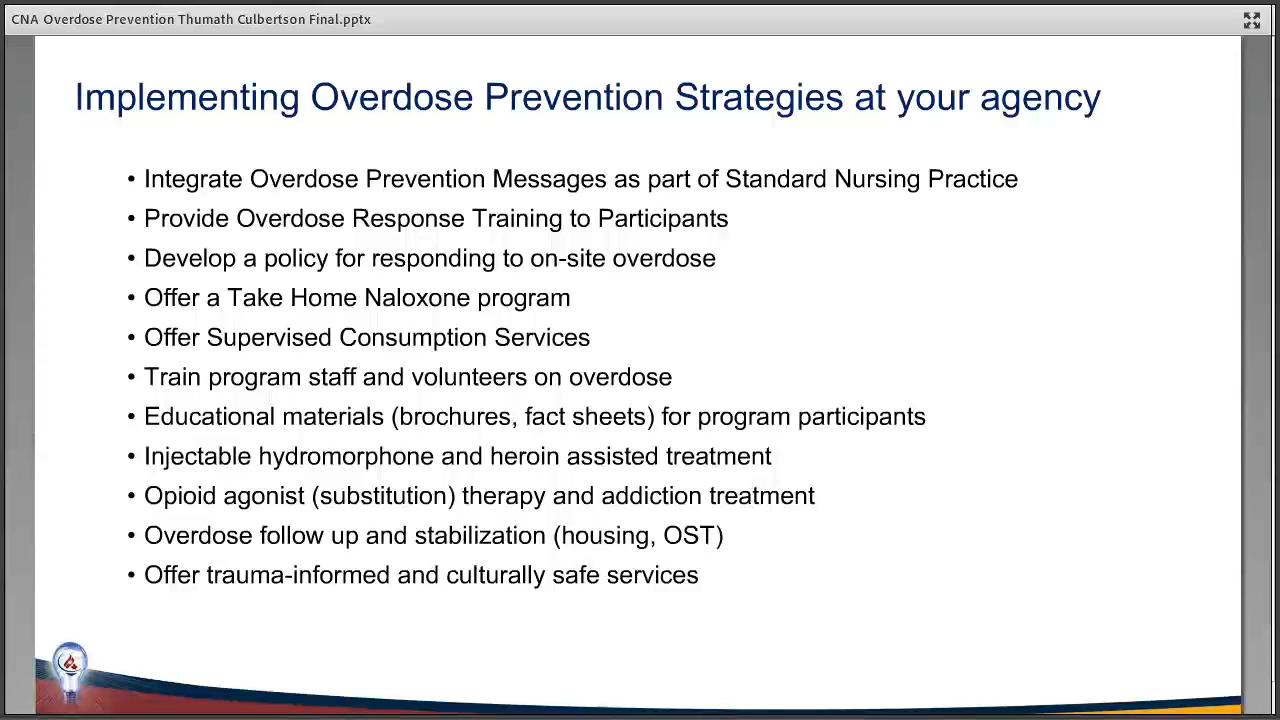 CNA Overdose Prevention Thumath Culbertson Final.pptx
Implementing Overdose Prevention Strategies at your agency
• Integrate Overdose Prevention Messages as part of Standard Nursing Practice
• Provide Overdose Response Training to Participants
• Develop a policy for responding to on-site overdose
• Offer a Take Home Naloxone program
• Offer Supervised Consumption Services
• Train program staff and volunteers on overdose
• Educational materials (brochures, fact sheets) for program participants
• Injectable hydromorphone and heroin assisted treatment
• Opioid agonist (substitution) therapy and addiction treatment
• Overdose follow up and stabilization (housing, OST)
• Offer trauma-informed and culturally safe services